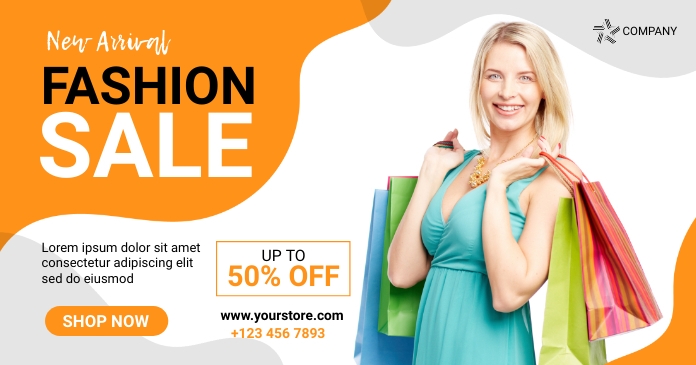 New Arrival
FASHION
SALE
COMPANY
Lorem ipsum dolor sit amet
consectetur adipiscing elit
sed do eiusmod
SHOP NOW
UP TO
50% OFF
www.yourstore.com
+123 456 7893